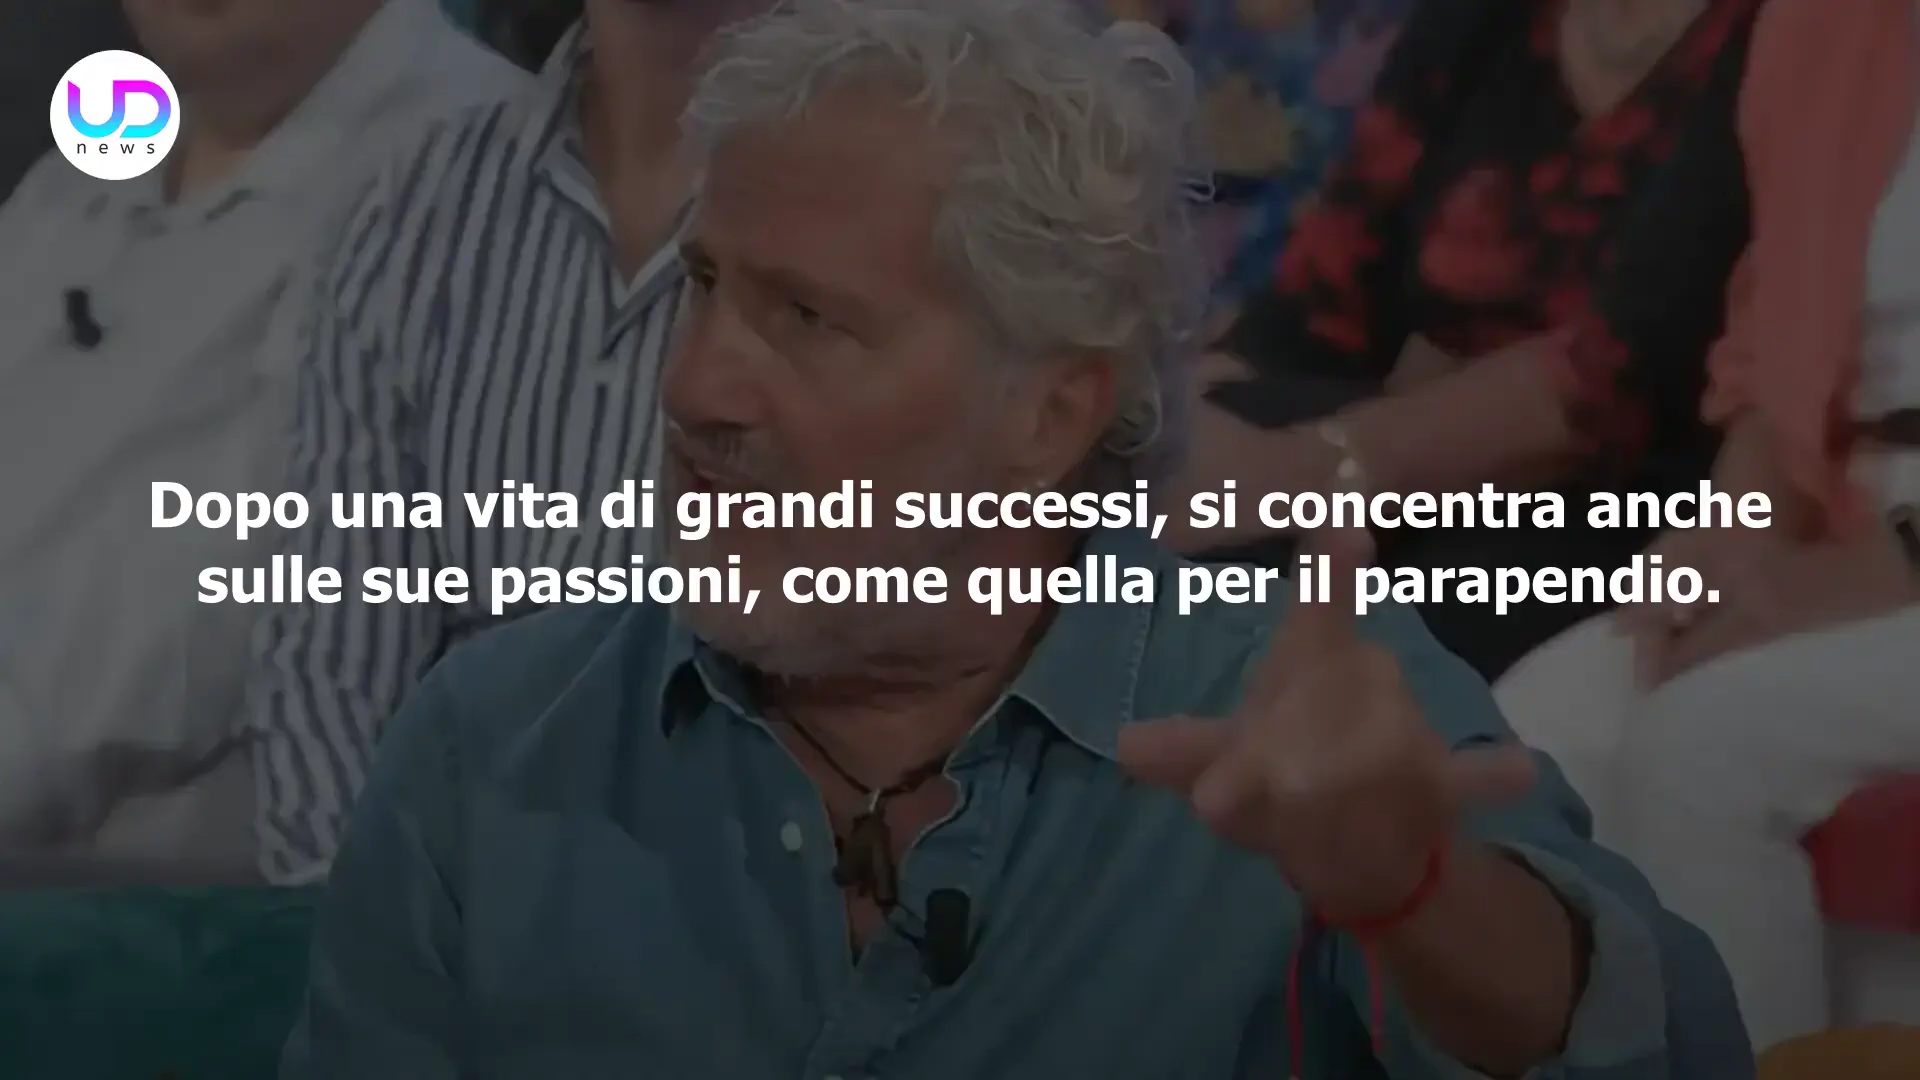 UD
news
Dopo una vita di grandi successi, si concentra anche
sulle sue passioni, come quella per il parapendio.